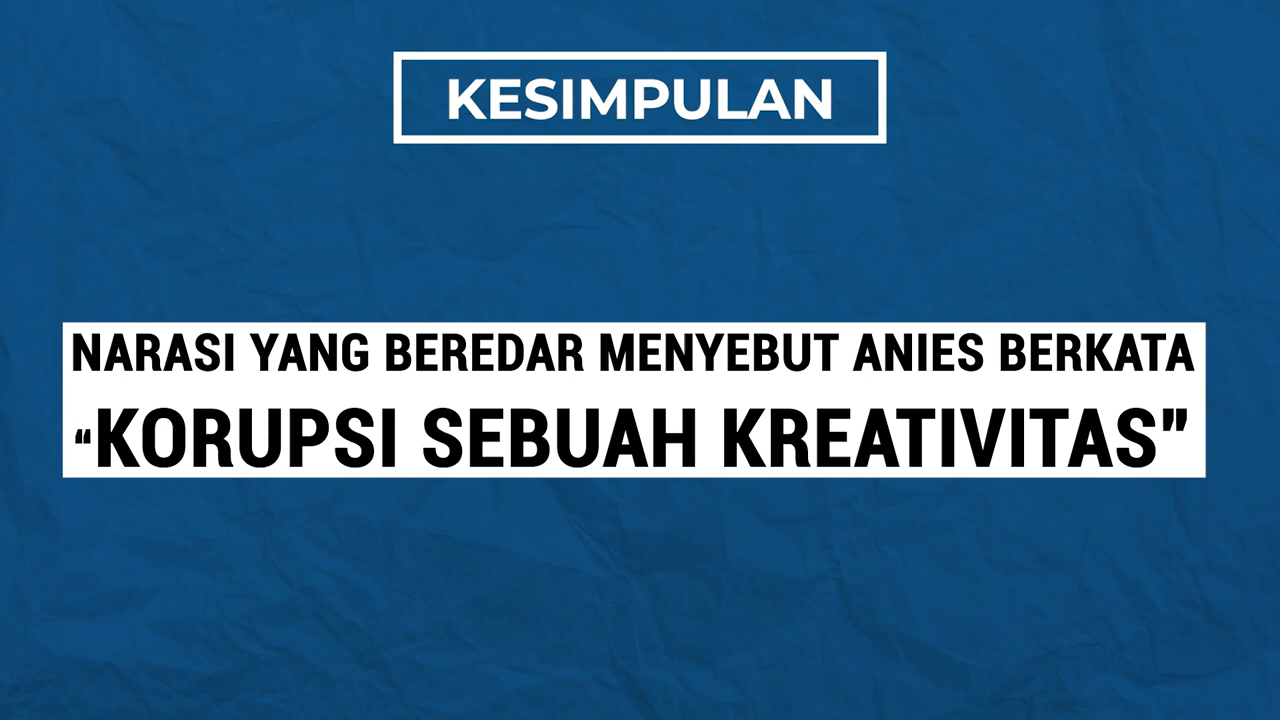 KESIMPULAN
NARASI YANG BEREDAR MENYEBUT ANIES BERKATA
“KORUPSI SEBUAH KREATIVITAS”